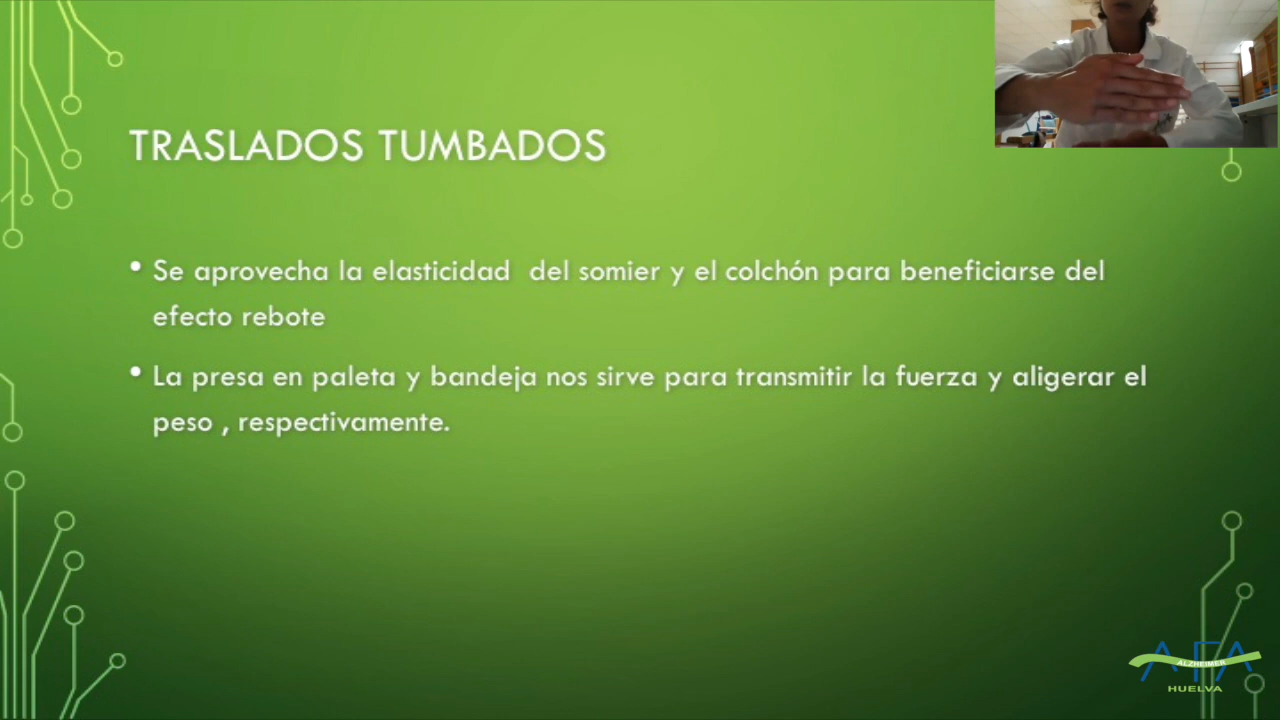 TRASLADOS TUMBADOS
• Se aprovecha la elasticidad del somier y el colchón para beneficiarse del
efecto rebote
• La presa en paleta y bandeja nos sirve para transmitir la fuerza y aligerar el
peso , respectivamente.
AFA
ALZHEIMER
HUELVA